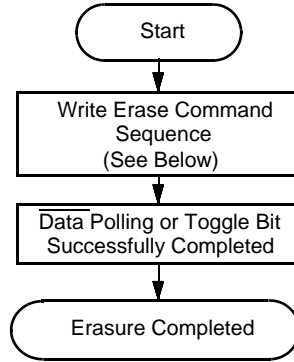 Start
Write Erase Command
Sequence
(See Below)
Data Polling or Toggle Bit
Successfully Completed
Erasure Completed